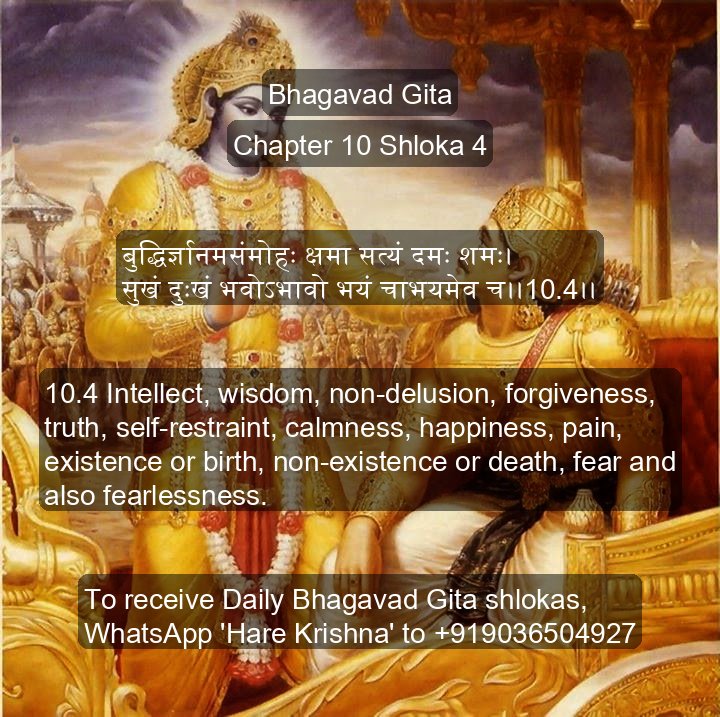 Bhagavad Gita
Chapter 10 Shloka 4
बुद्धिर्ज्ञानमसंमोहः क्षमा सत्यं दमः शमः।
सुखं दुःखं भवोऽभावो भयं चाभयमेव च।।10.4।।
10.4 Intellect, wisdom, non-delusion, forgiveness,
truth, self-restraint, calmness, happiness, pain,
existence or birth, non-existence or death, fear and
also fearlessness.
To receive Daily Bhagavad Gita shlokas,
WhatsApp 'Hare Krishna' to +919036504927